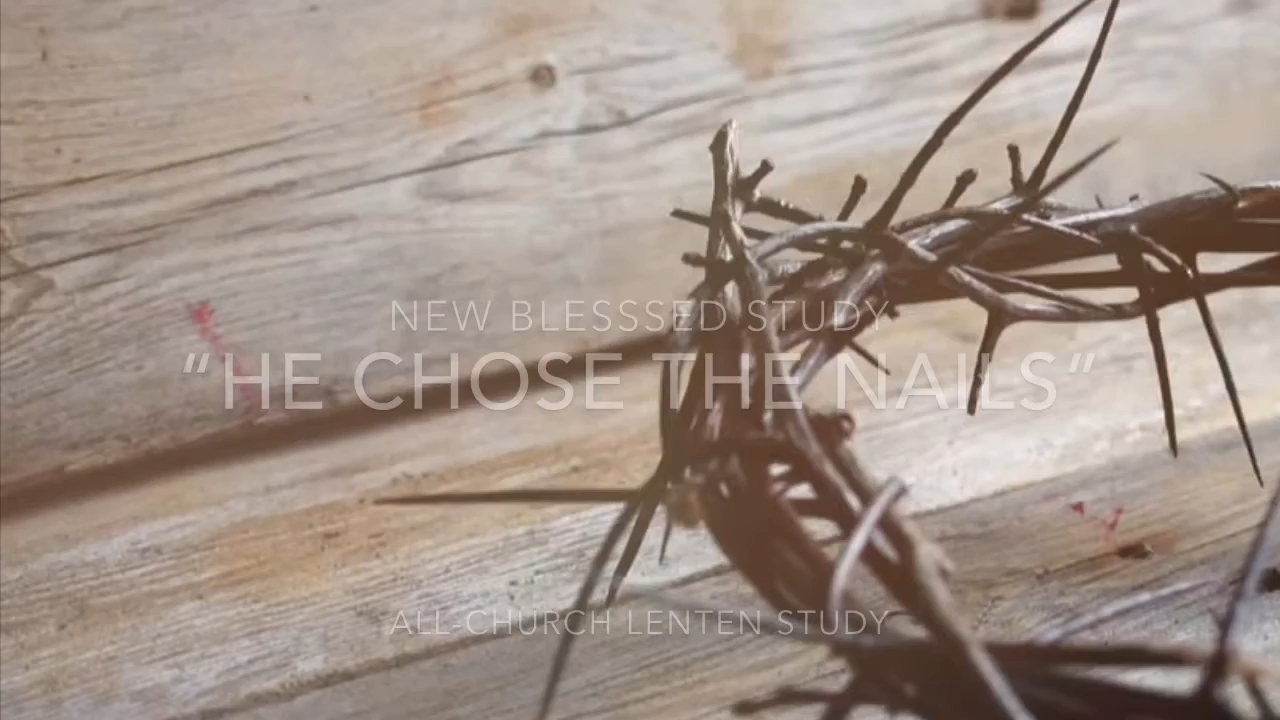 NEW BLESSSED STUDY
“HE CHOSE THE NAILS”
ALL-CHURCH LENTEN STUDY